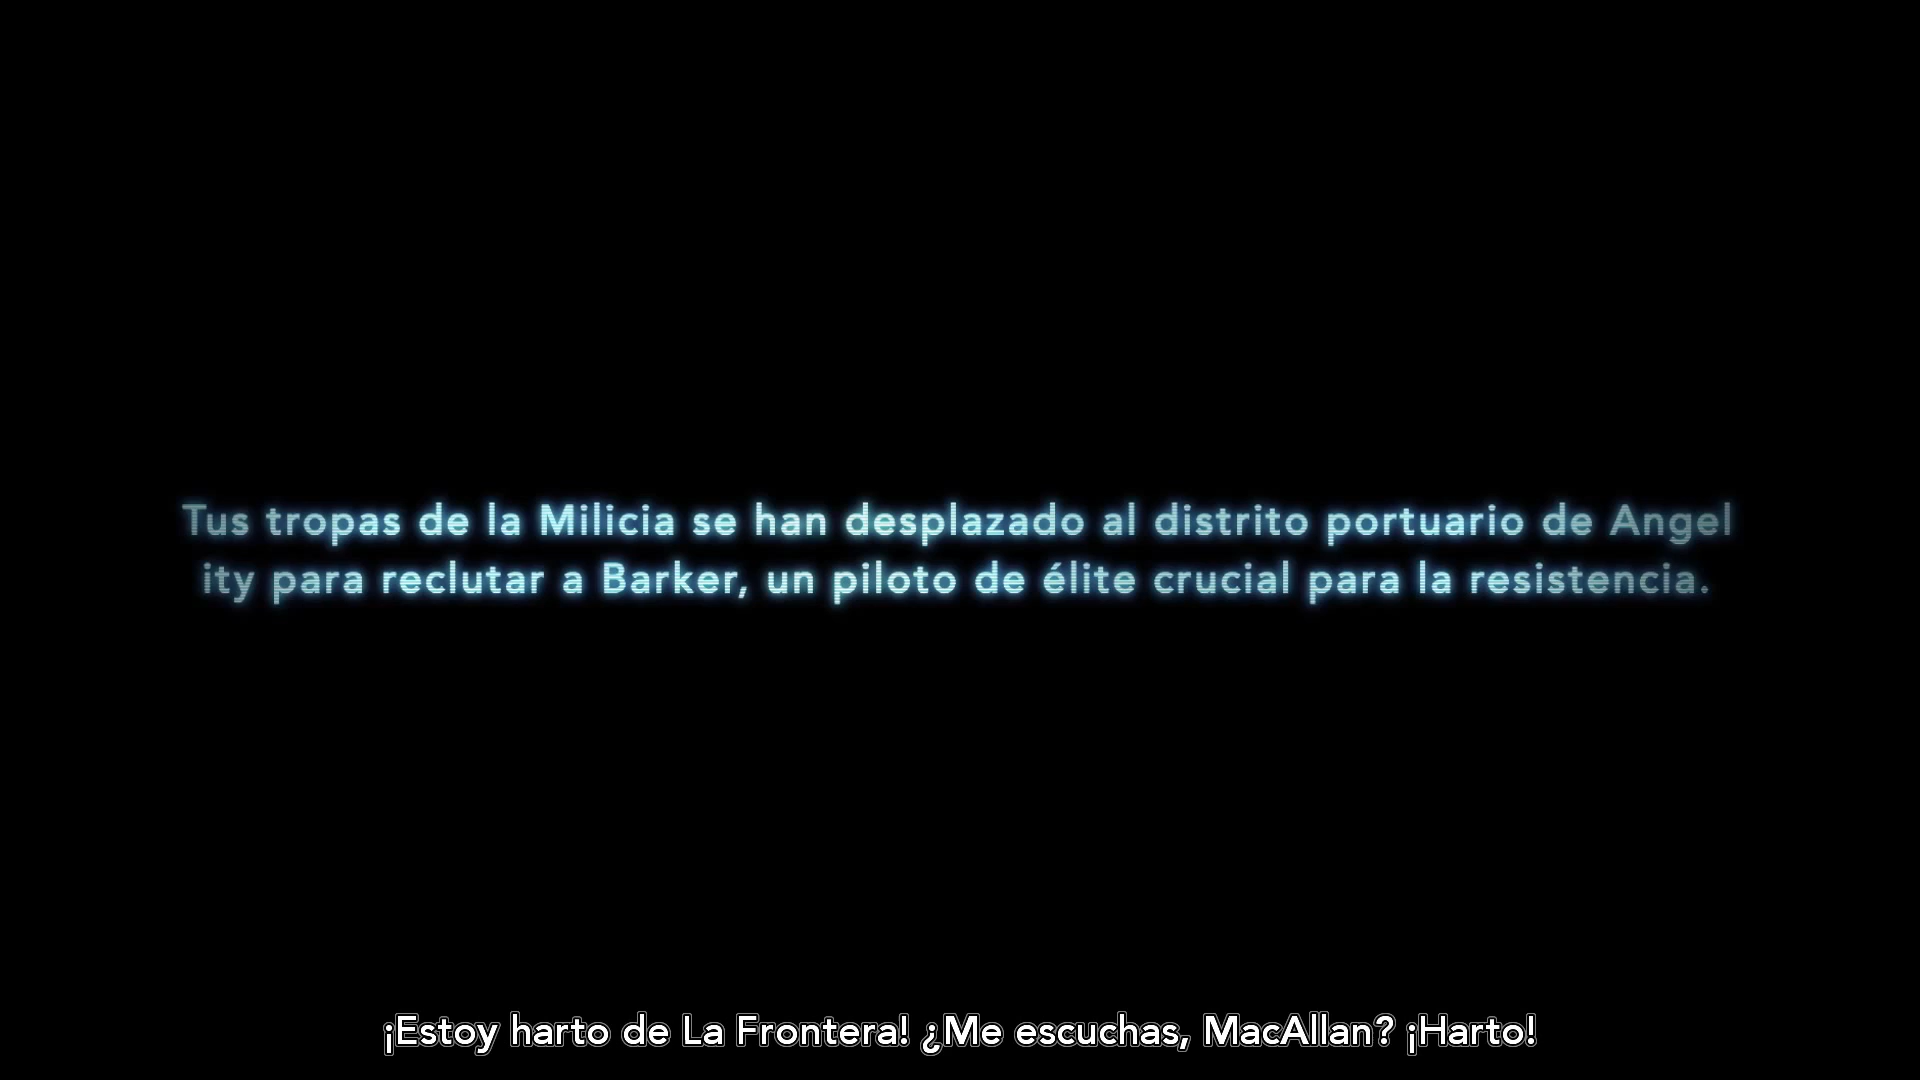 Tus tropas de la Milicia se han desplazado al distrito portuario de Angel
ity para reclutar a Barker, un piloto de élite crucial para la resistencia.
¡Estoy harto de La Frontera! ¿Me escuchas, MacAllan? ¡Harto!